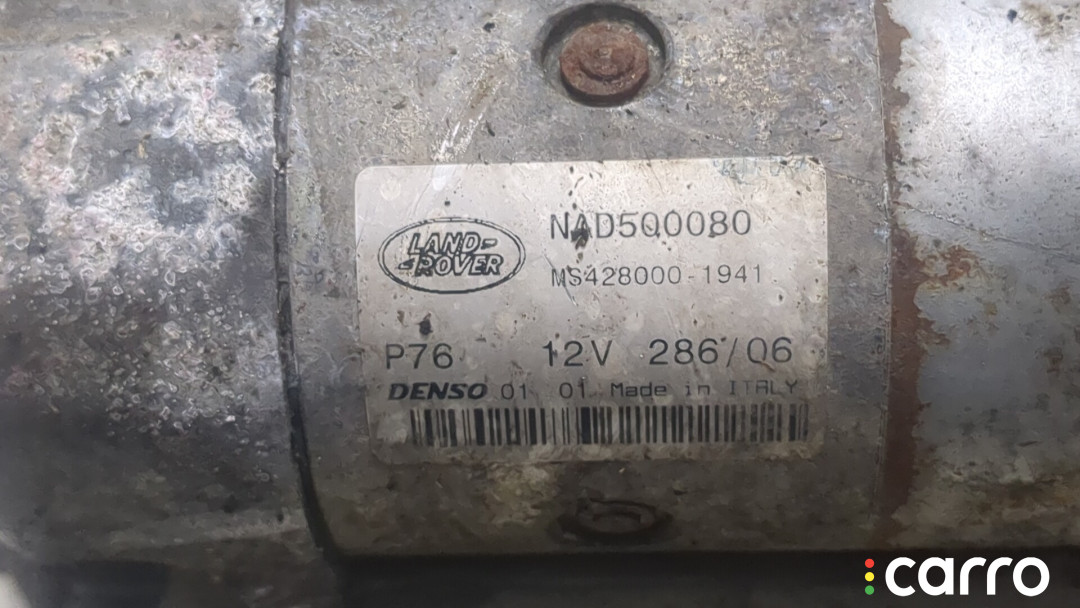 LAND-
-ROVER
NAD500080
MS428000-1941
P76 12V 286/06
DENSO 01 01 Made in ITALY
carro